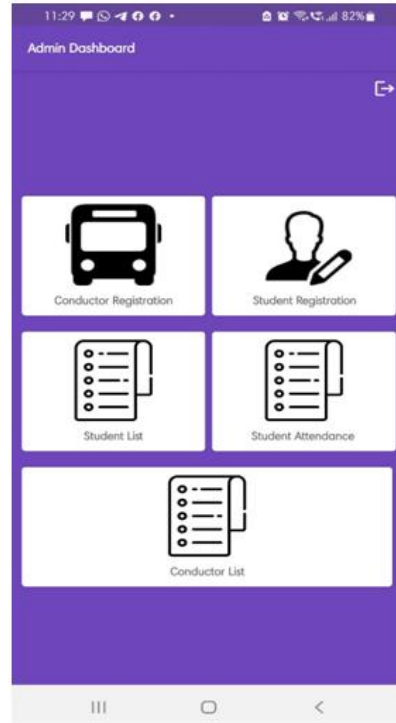 11:29 82%
Admin Dashboard
Conductor Registration Student Registration
Student List Student Attendance
Conductor List